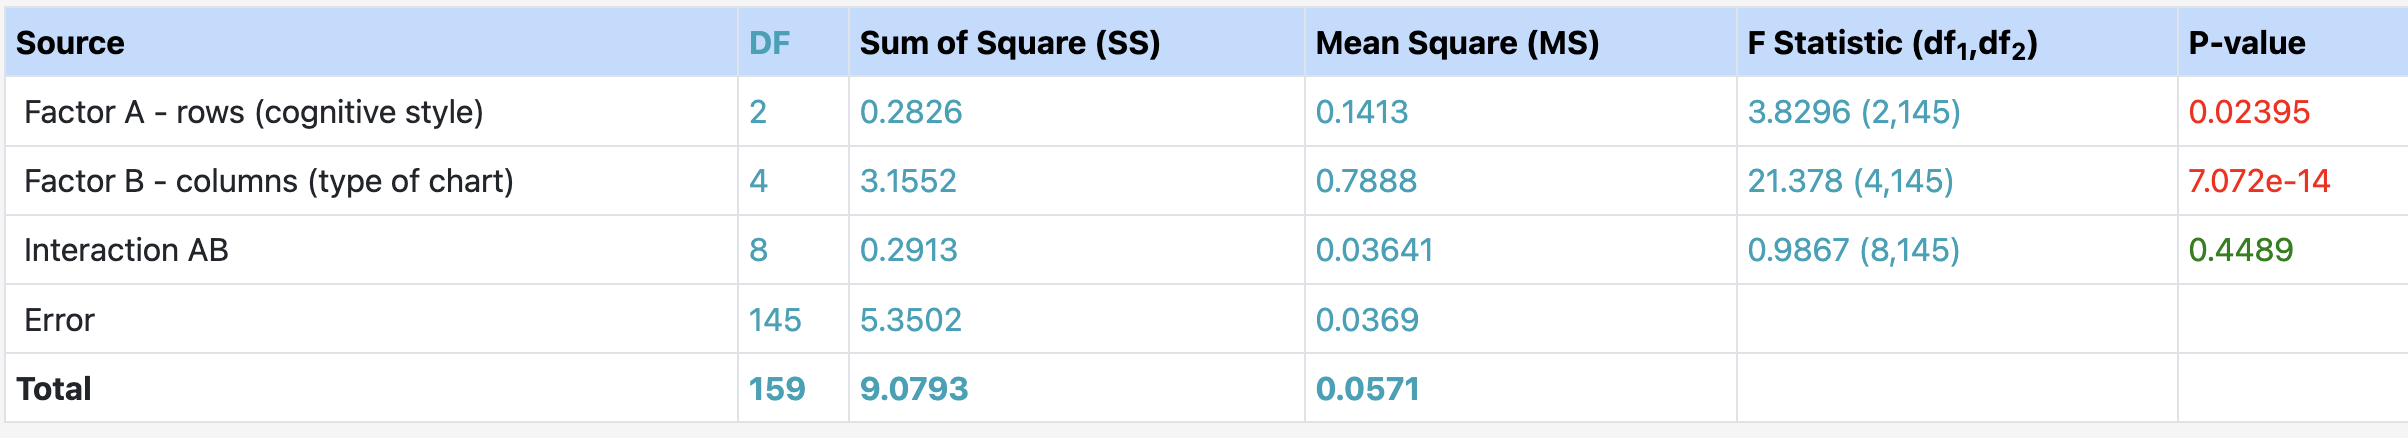 Source DF Sum of Square (SS) Mean Square (MS) F Statistic (df₁,df₂) P-value
Factor A - rows (cognitive style) 2 0.2826 0.1413 3.8296 (2,145) 0.02395
Factor B - columns (type of chart) 4 3.1552 0.7888 21.378 (4,145) 7.072e-14
Interaction AB 8 0.2913 0.03641 0.9867 (8,145) 0.4489
Error 145 5.3502 0.0369
Total 159 9.0793 0.0571